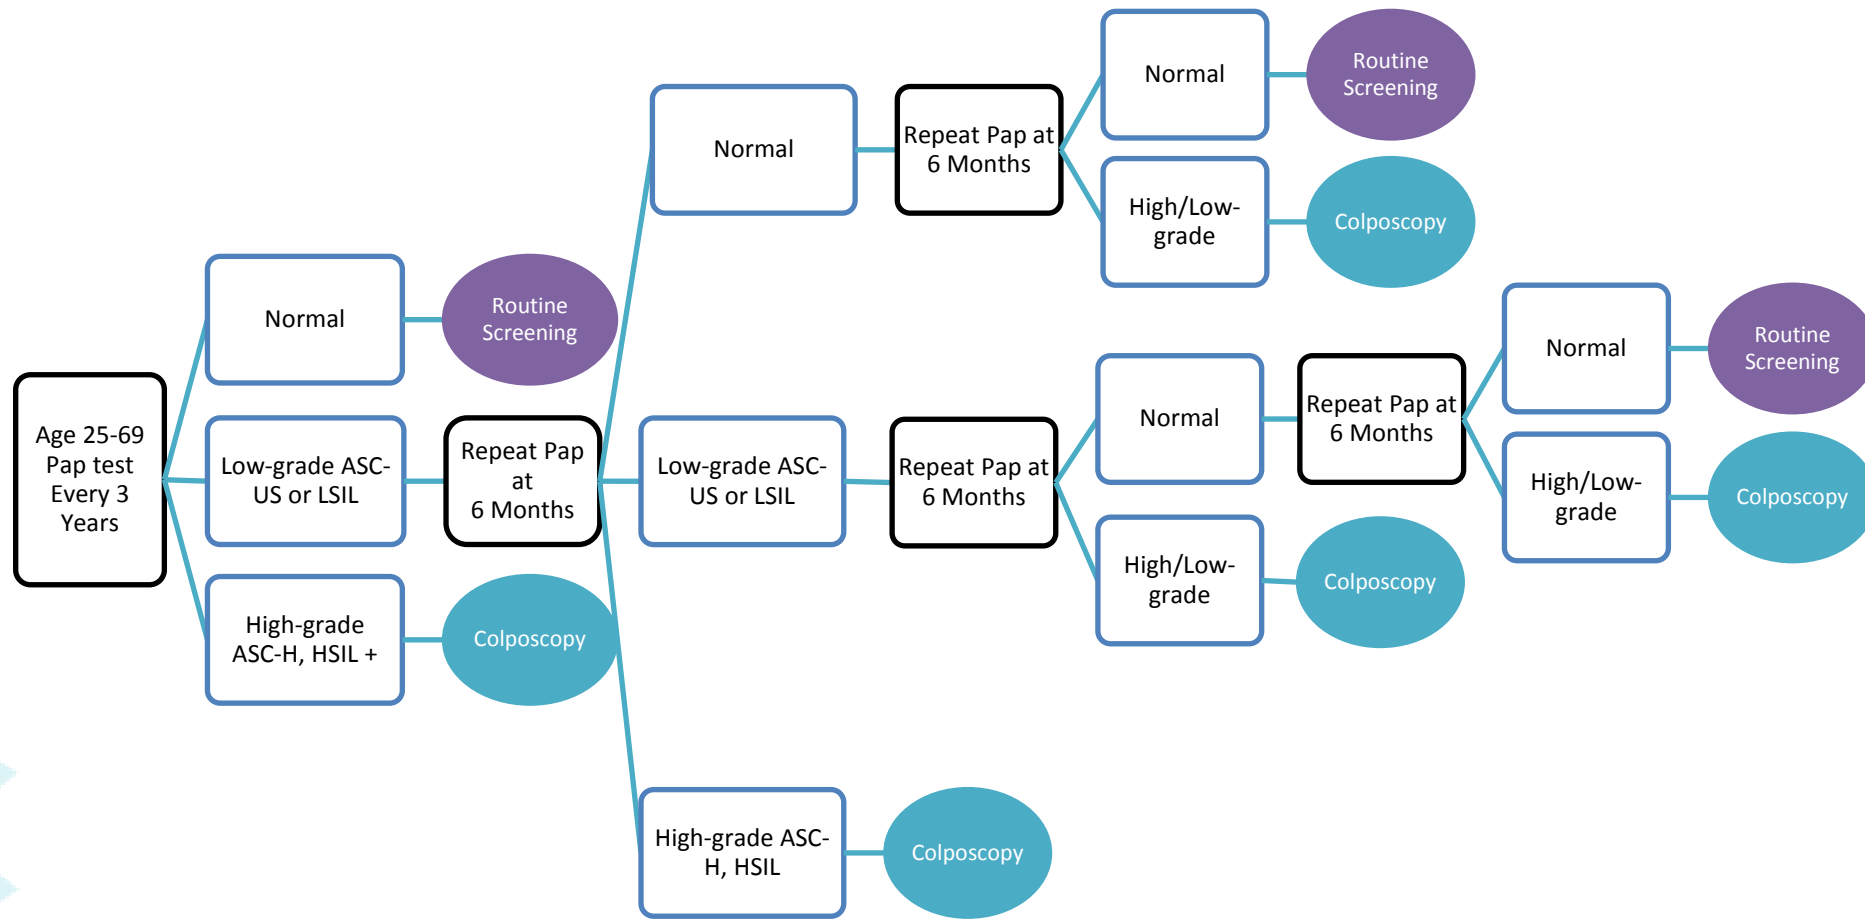 Age 25-69
Pap test
Every 3
Years
Normal
Routine
Screening
Low-grade ASC-
US or LSIL
Repeat Pap
at
6 Months
High-grade
ASC-H, HSIL +
Colposcopy
Normal
Repeat Pap at
6 Months
Normal
Routine
Screening
High/Low-
grade
Colposcopy
Low-grade ASC-
US or LSIL
Repeat Pap at
6 Months
Normal
Repeat Pap at
6 Months
Normal
Routine
Screening
High/Low-
grade
Colposcopy
High/Low-
grade
Colposcopy
High-grade ASC-
H, HSIL
Colposcopy